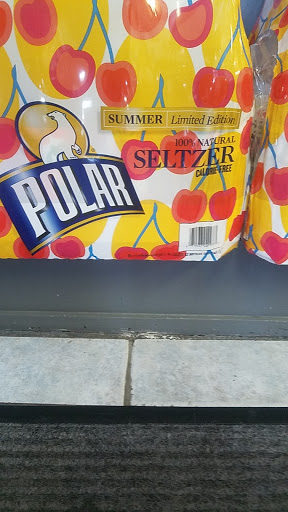 SUMMER Limited Edition
100% NATURAL
SELTZER
CALORIE-FREE
POLAR